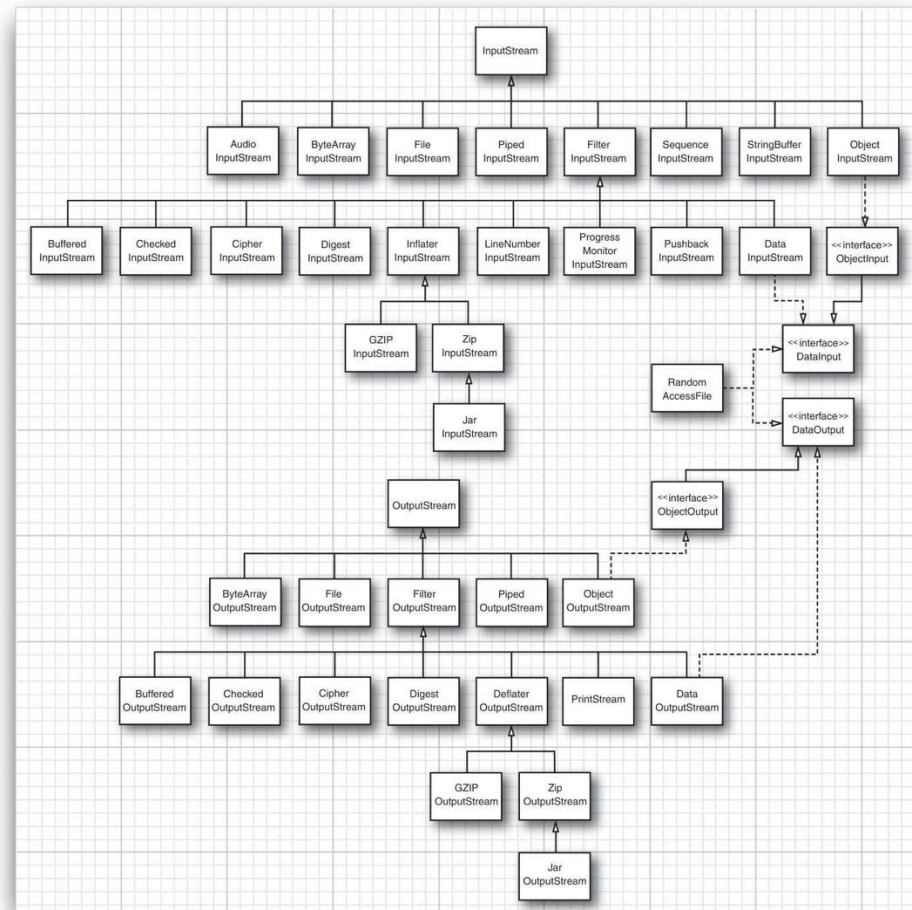 InputStream
Audio
InputStream
ByteArray
InputStream
File
InputStream
Piped
InputStream
Filter
InputStream
Sequence
InputStream
StringBuffer
InputStream
Object
InputStream
Buffered
InputStream
Checked
InputStream
Cipher
InputStream
Digest
InputStream
Inflater
InputStream
LineNumber
InputStream
Progress
Monitor
InputStream
Pushback
InputStream
Data
InputStream
<<interface>>
ObjectInput
GZIP
InputStream
Zip
InputStream
<<interface>>
DataInput
Random
AccessFile
Jar
InputStream
<<interface>>
DataOutput
OutputStream
<<interface>>
ObjectOutput
ByteArray
OutputStream
File
OutputStream
Filter
OutputStream
Piped
OutputStream
Object
OutputStream
Buffered
OutputStream
Checked
OutputStream
Cipher
OutputStream
Digest
OutputStream
Deflater
OutputStream
PrintStream
Data
OutputStream
GZIP
OutputStream
Zip
OutputStream
Jar
OutputStream